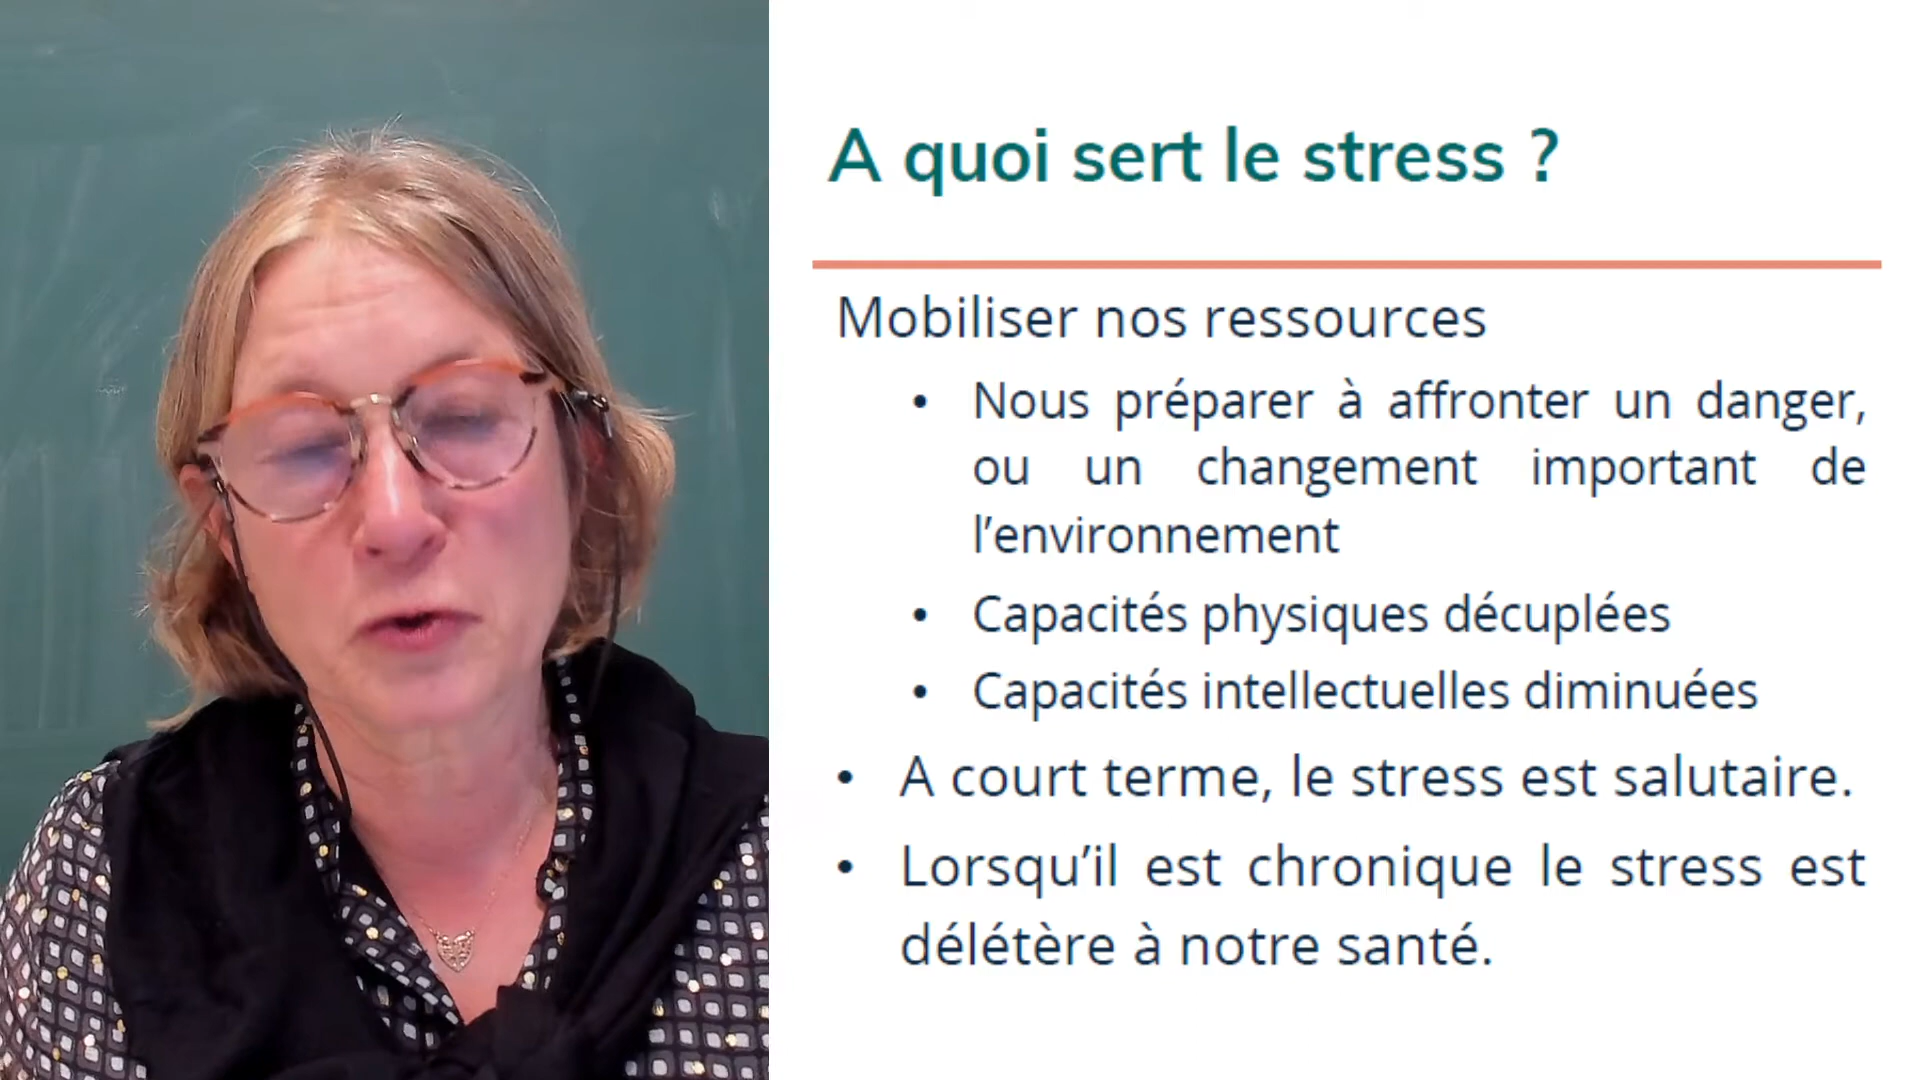 A quoi sert le stress ?
Mobiliser nos ressources
• Nous préparer à affronter un danger,
ou un changement important de
l’environnement
• Capacités physiques décuplées
• Capacités intellectuelles diminuées
• A court terme, le stress est salutaire.
• Lorsqu’il est chronique le stress est
délétère à notre santé.